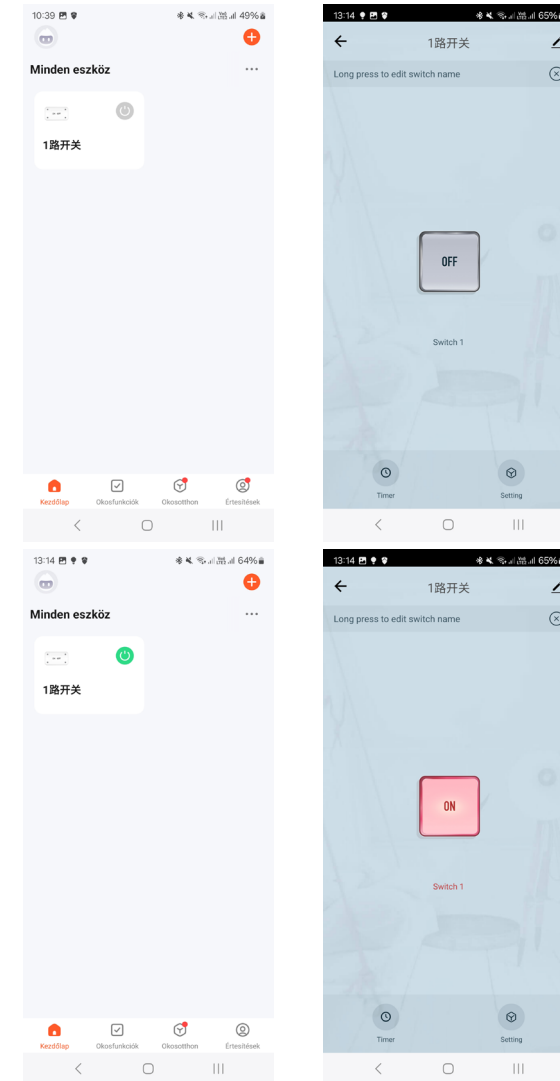 10:39
49%
Minden eszköz
1路开关
Kezdőlap Okosfunkciók Okosotthon Értesítések
13:14
65%
1路开关
Long press to edit switch name
OFF
Switch 1
Timer Setting
13:14
64%
Minden eszköz
1路开关
Kezdőlap Okosfunkciók Okosotthon Értesítések
13:14
65%
1路开关
Long press to edit switch name
ON
Switch 1
Timer Setting